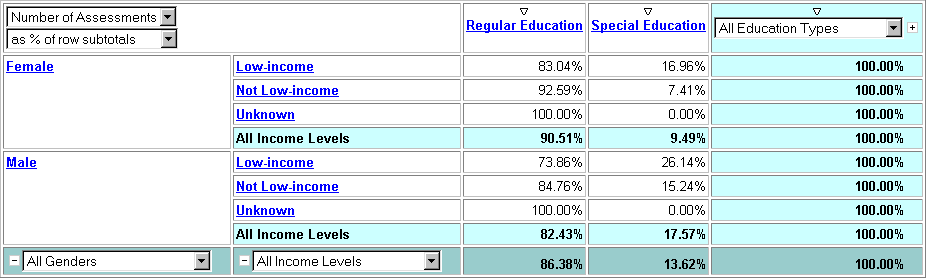 Number of Assessments
as % of row subtotals
Regular Education Special Education All Education Types
Female Low-income 83.04% 16.96% 100.00%
Not Low-income 92.59% 7.41% 100.00%
Unknown 100.00% 0.00% 100.00%
All Income Levels 90.51% 9.49% 100.00%
Male Low-income 73.86% 26.14% 100.00%
Not Low-income 84.76% 15.24% 100.00%
Unknown 100.00% 0.00% 100.00%
All Income Levels 82.43% 17.57% 100.00%
All Genders All Income Levels 86.38% 13.62% 100.00%